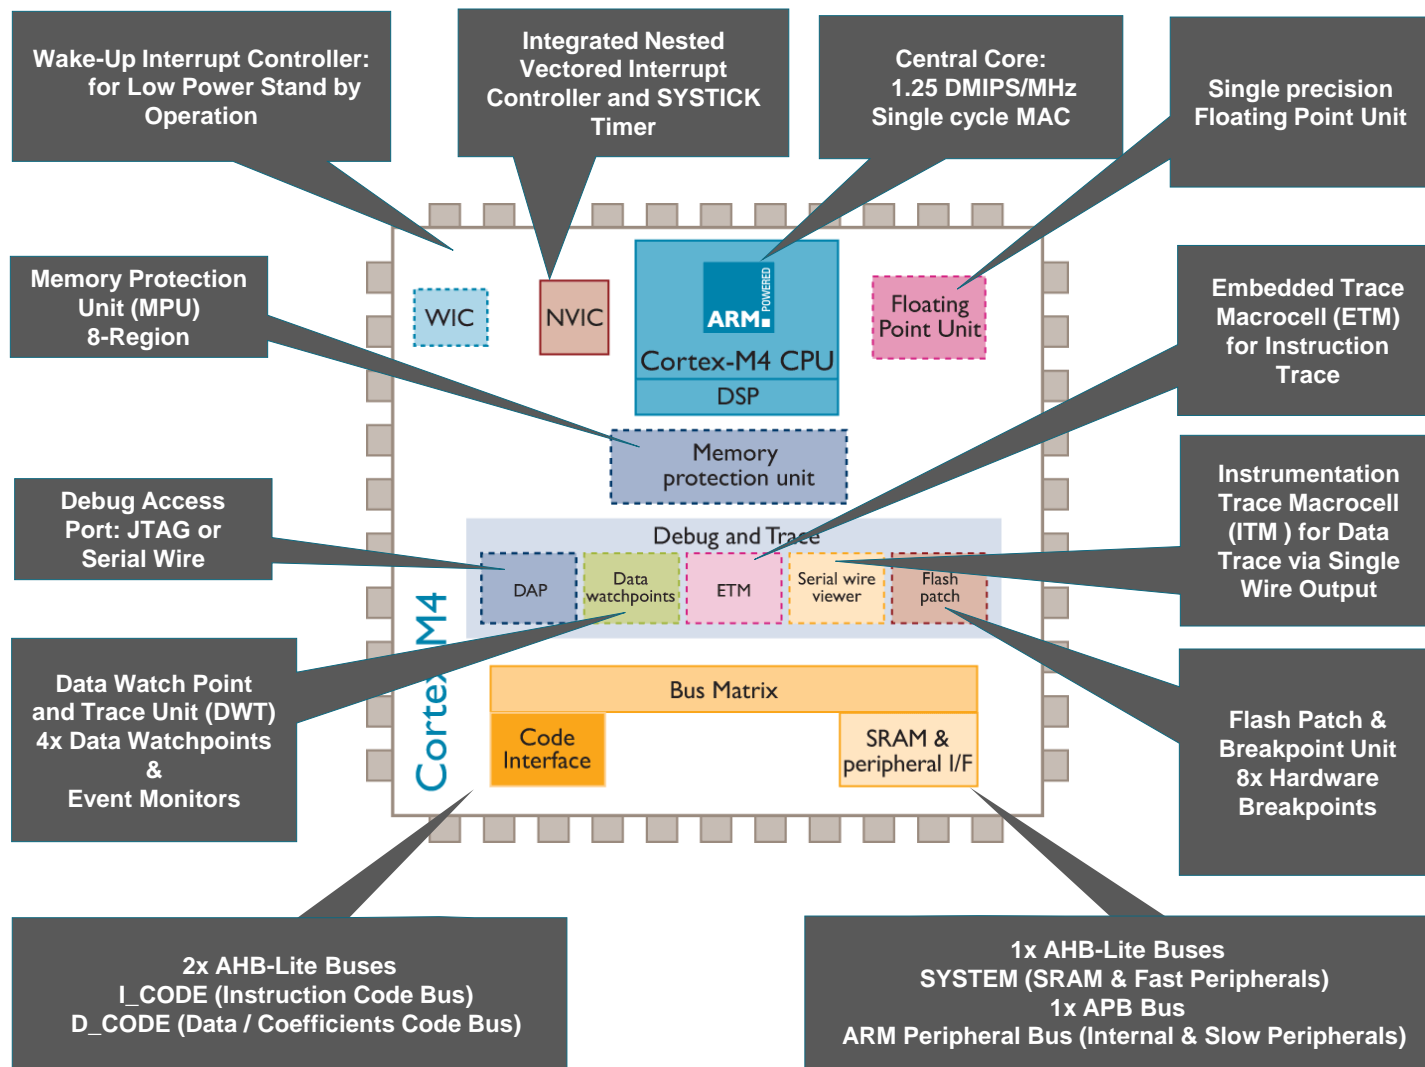 Wake-Up Interrupt Controller:
for Low Power Stand by
Operation
Integrated Nested
Vectored Interrupt
Controller and SYSTICK
Timer
Central Core:
1.25 DMIPS/MHz
Single cycle MAC
Single precision
Floating Point Unit
Memory Protection
Unit (MPU)
8-Region
WIC
NVIC
ARM
POWERED
Cortex-M4 CPU
DSP
Floating
Point Unit
Embedded Trace
Macrocell (ETM)
for Instruction
Trace
Memory
protection unit
Debug Access
Port: JTAG or
Serial Wire
Instrumentation
Trace Macrocell
(ITM ) for Data
Trace via Single
Wire Output
Debug and Trace
DAP
Data
watchpoints
ETM
Serial wire
viewer
Flash
patch
Cortex-M4
Data Watch Point
and Trace Unit (DWT)
4x Data Watchpoints
&
Event Monitors
Bus Matrix
Code
Interface
SRAM &
peripheral I/F
Flash Patch &
Breakpoint Unit
8x Hardware
Breakpoints
2x AHB-Lite Buses
I_CODE (Instruction Code Bus)
D_CODE (Data / Coefficients Code Bus)
1x AHB-Lite Buses
SYSTEM (SRAM & Fast Peripherals)
1x APB Bus
ARM Peripheral Bus (Internal & Slow Peripherals)